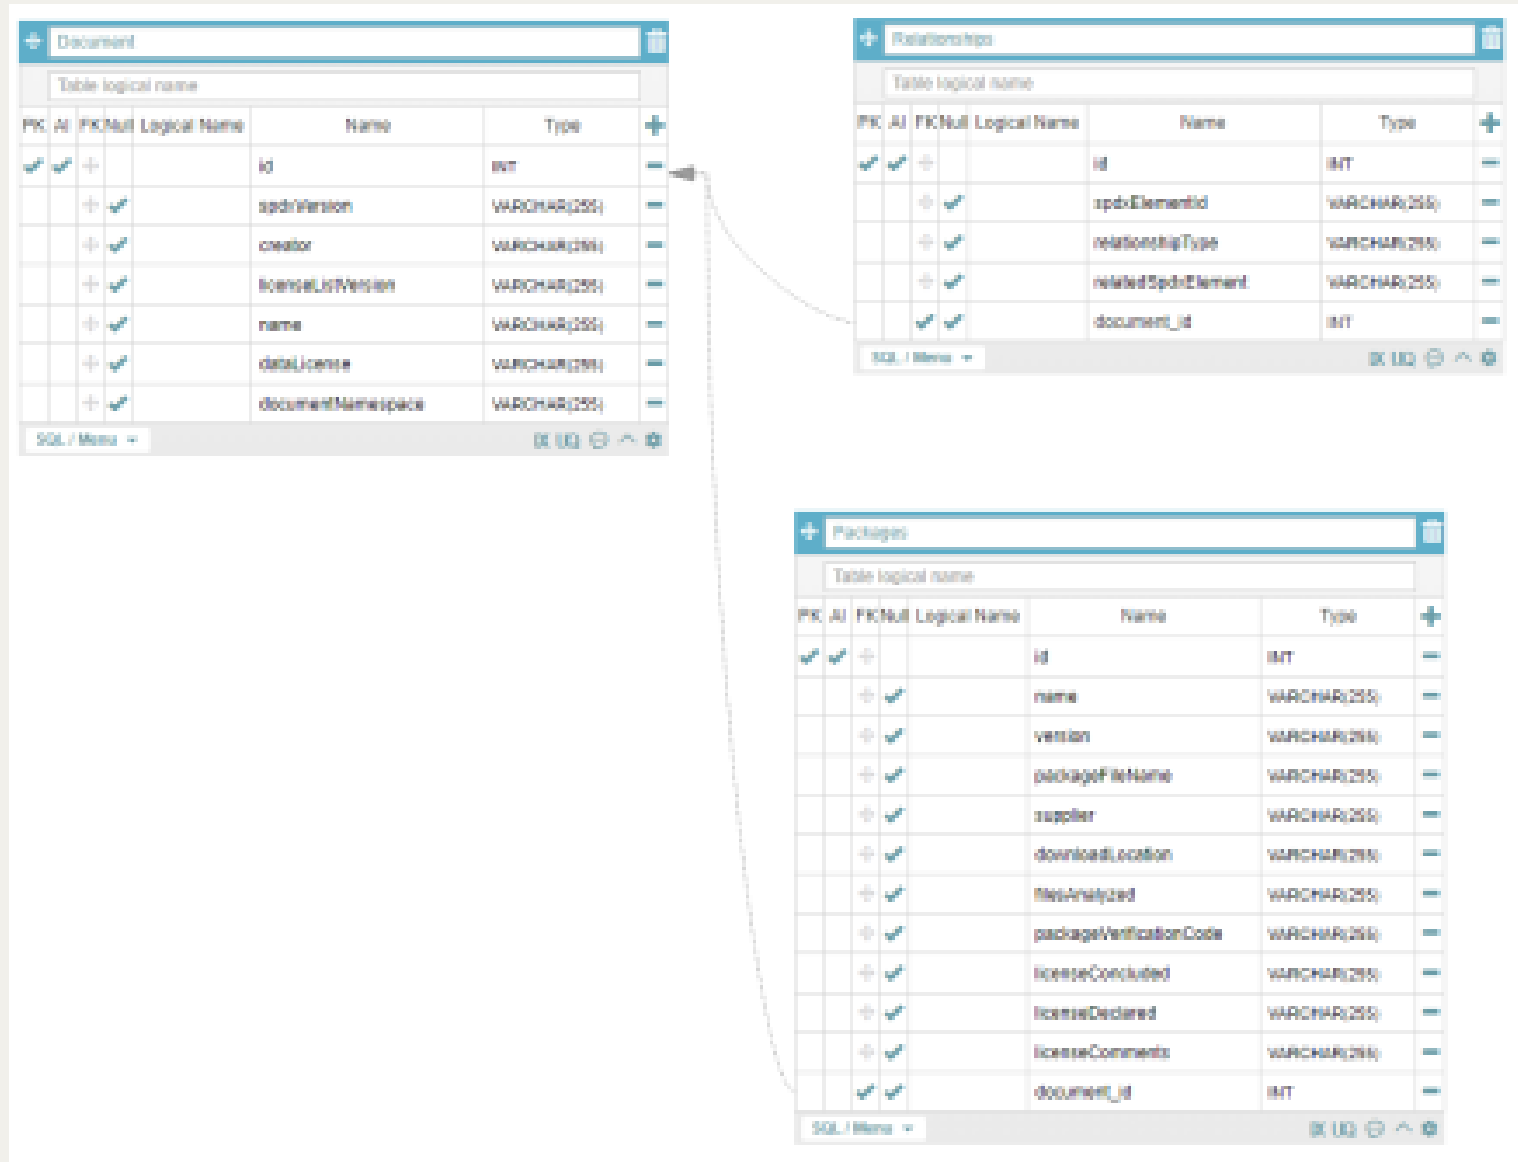 Document
Table logical name
PK AI FK Null Logical Name Name Type
id INT
spdxVersion VARCHAR(255)
creator VARCHAR(255)
licenseListVersion VARCHAR(255)
name VARCHAR(255)
dataLicense VARCHAR(255)
documentNamespace VARCHAR(255)
SQL / Menu
IX UQ
Relationships
Table logical name
PK AI FK Null Logical Name Name Type
id INT
spdxElementId VARCHAR(255)
relationshipType VARCHAR(255)
relatedSpdxElement VARCHAR(255)
document_id INT
SQL / Menu
IX UQ
Packages
Table logical name
PK AI FK Null Logical Name Name Type
id INT
name VARCHAR(255)
version VARCHAR(255)
packageFileName VARCHAR(255)
supplier VARCHAR(255)
downloadLocation VARCHAR(255)
filesAnalyzed VARCHAR(255)
packageVerificationCode VARCHAR(255)
licenseConcluded VARCHAR(255)
licenseDeclared VARCHAR(255)
licenseComments VARCHAR(255)
document_id INT
SQL / Menu
IX UQ